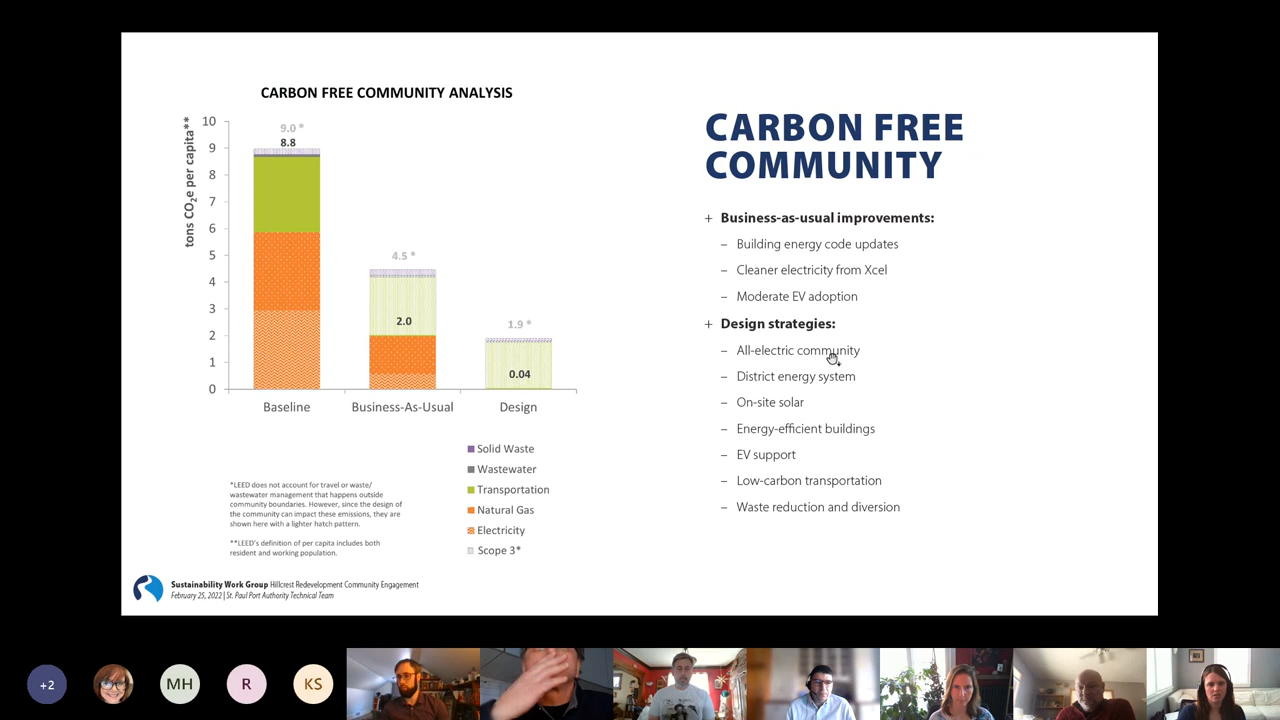 CARBON FREE COMMUNITY ANALYSIS
tons CO₂e per capita**
10
9
8
7
6
5
4
3
2
1
0
9.0 *
8.8
4.5 *
2.0
1.9 *
0.04
Baseline
Business-As-Usual
Design
Solid Waste
Wastewater
Transportation
Natural Gas
Electricity
Scope 3*
*LEED does not account for travel or waste/
wastewater management that happens outside
community boundaries. However, since the design of
the community can impact these emissions, they are
shown here with a lighter hatch pattern.
**LEED's definition of per capita includes both
resident and working population.
CARBON FREE
COMMUNITY
+ Business-as-usual improvements:
– Building energy code updates
– Cleaner electricity from Xcel
– Moderate EV adoption
+ Design strategies:
– All-electric community
– District energy system
– On-site solar
– Energy-efficient buildings
– EV support
– Low-carbon transportation
– Waste reduction and diversion
Sustainability Work Group Hillcrest Redevelopment Community Engagement
February 25, 2022 | St. Paul Port Authority Technical Team
+2
MH
R
KS